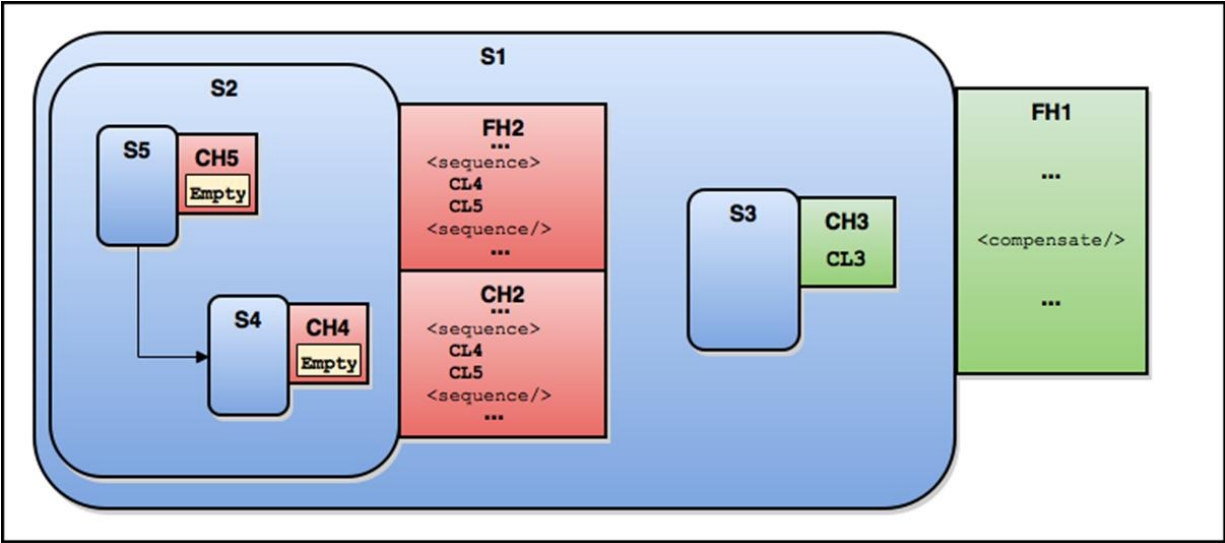 S1
S2
S5
CH5
Empty
S4
CH4
Empty
FH2
...
<sequence>
CL4
CL5
<sequence/>
...
CH2
...
<sequence>
CL4
CL5
<sequence/>
...
S3
CH3
CL3
FH1
...
<compensate/>
...